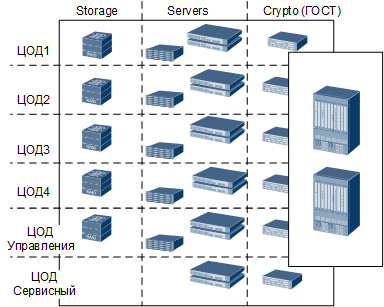 Storage Servers Crypto (ГОСТ)
ЦОД1
ЦОД2
ЦОД3
ЦОД4
ЦОД
Управления
ЦОД
Сервисный